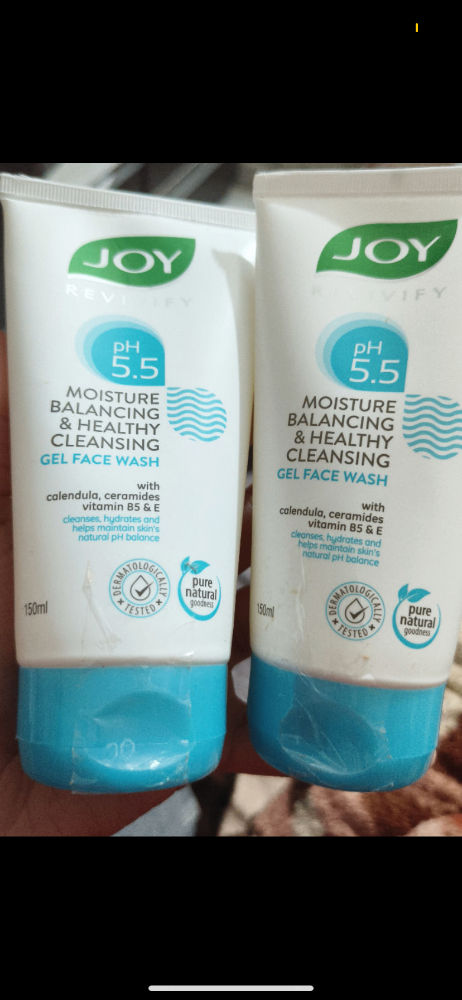 JOY
REVIVIFY
pH
5.5
MOISTURE
BALANCING
& HEALTHY
CLEANSING
GEL FACE WASH
with
calendula, ceramides
vitamin B5 & E
cleanses, hydrates and
helps maintain skin's
natural pH balance
DERMATOLOGICALLY
TESTED
pure
natural
goodness
150ml
JOY
REVIVIFY
pH
5.5
MOISTURE
BALANCING
& HEALTHY
CLEANSING
GEL FACE WASH
with
calendula, ceramides
vitamin B5 & E
cleanses, hydrates and
helps maintain skin's
natural pH balance
DERMATOLOGICALLY
TESTED
pure
natural
goodness
150ml